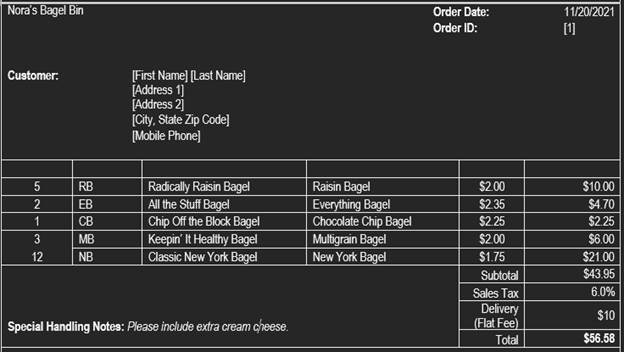 Nora's Bagel Bin Order Date: 11/20/2021
Order ID: [1]
Customer: [First Name] [Last Name]
[Address 1]
[Address 2]
[City, State Zip Code]
[Mobile Phone]
5 RB Radically Raisin Bagel Raisin Bagel $2.00 $10.00
2 EB All the Stuff Bagel Everything Bagel $2.35 $4.70
1 CB Chip Off the Block Bagel Chocolate Chip Bagel $2.25 $2.25
3 MB Keepin' It Healthy Bagel Multigrain Bagel $2.00 $6.00
12 NB Classic New York Bagel New York Bagel $1.75 $21.00
Subtotal $43.95
Sales Tax 6.0%
Delivery
(Flat Fee) $10
Special Handling Notes: Please include extra cream cheese.
Total $56.58